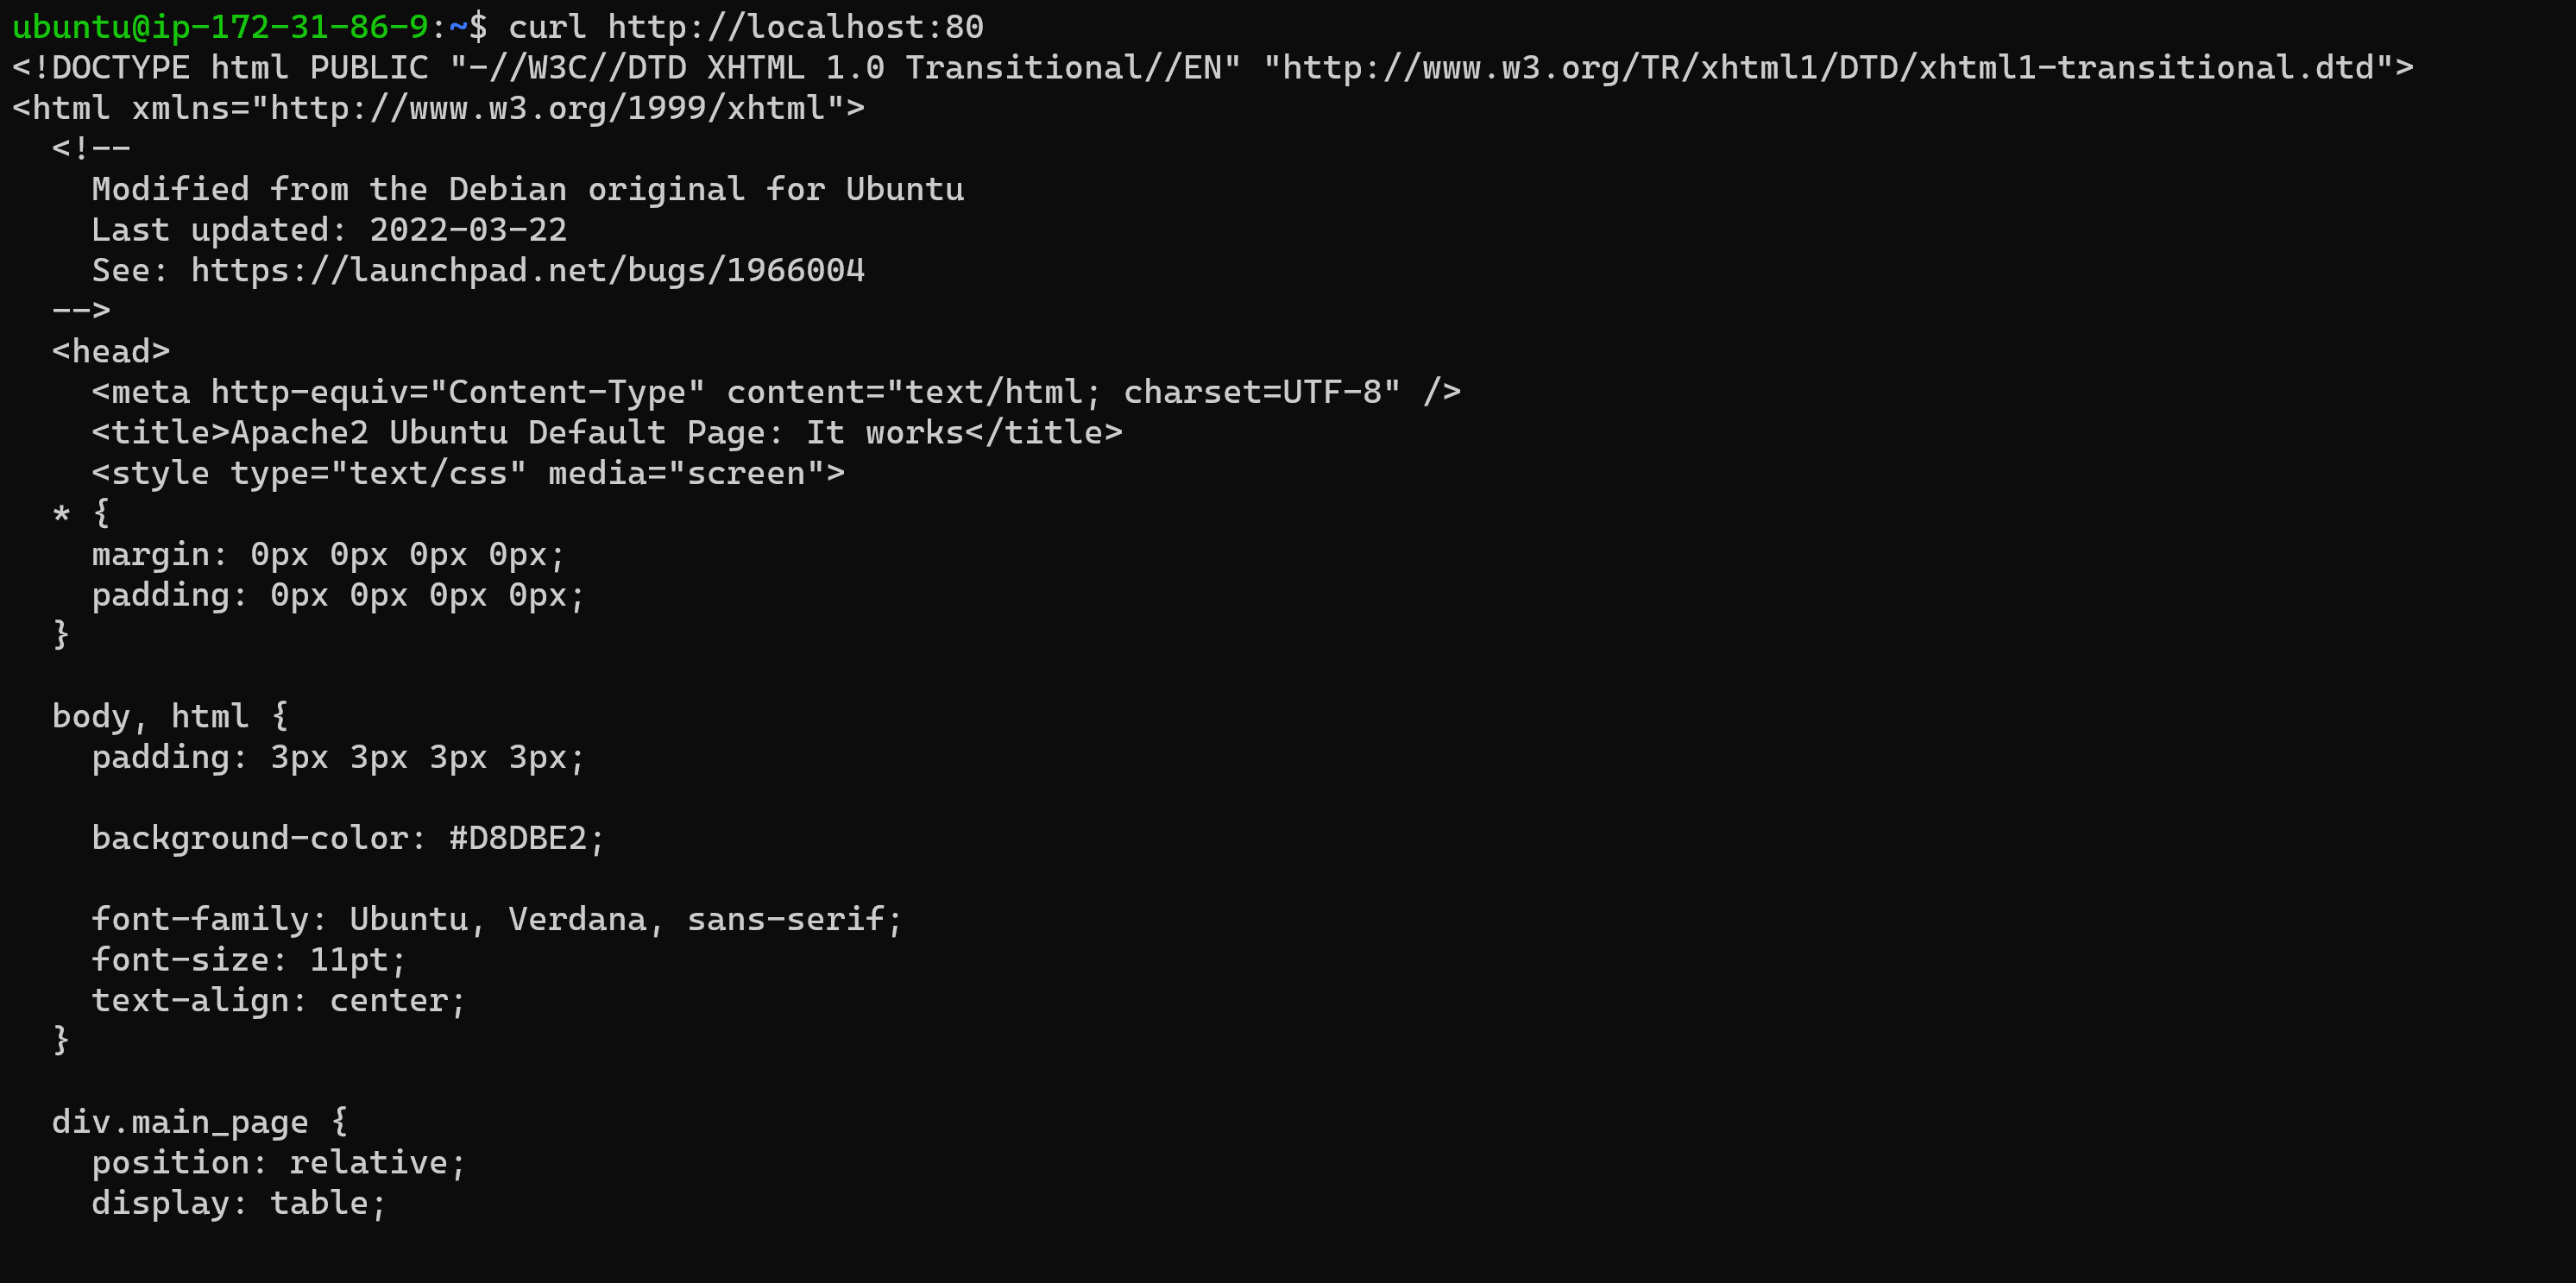 ubuntu@ip-172-31-86-9:~$ curl http://localhost:80
<!DOCTYPE html PUBLIC "-//W3C//DTD XHTML 1.0 Transitional//EN" "http://www.w3.org/TR/xhtml1/DTD/xhtml1-transitional.dtd">
<html xmlns="http://www.w3.org/1999/xhtml">
  <!--
    Modified from the Debian original for Ubuntu
    Last updated: 2022-03-22
    See: https://launchpad.net/bugs/1966004
  -->
  <head>
    <meta http-equiv="Content-Type" content="text/html; charset=UTF-8" />
    <title>Apache2 Ubuntu Default Page: It works</title>
    <style type="text/css" media="screen">
  * {
    margin: 0px 0px 0px 0px;
    padding: 0px 0px 0px 0px;
  }

  body, html {
    padding: 3px 3px 3px 3px;

    background-color: #D8DBE2;

    font-family: Ubuntu, Verdana, sans-serif;
    font-size: 11pt;
    text-align: center;
  }

  div.main_page {
    position: relative;
    display: table;